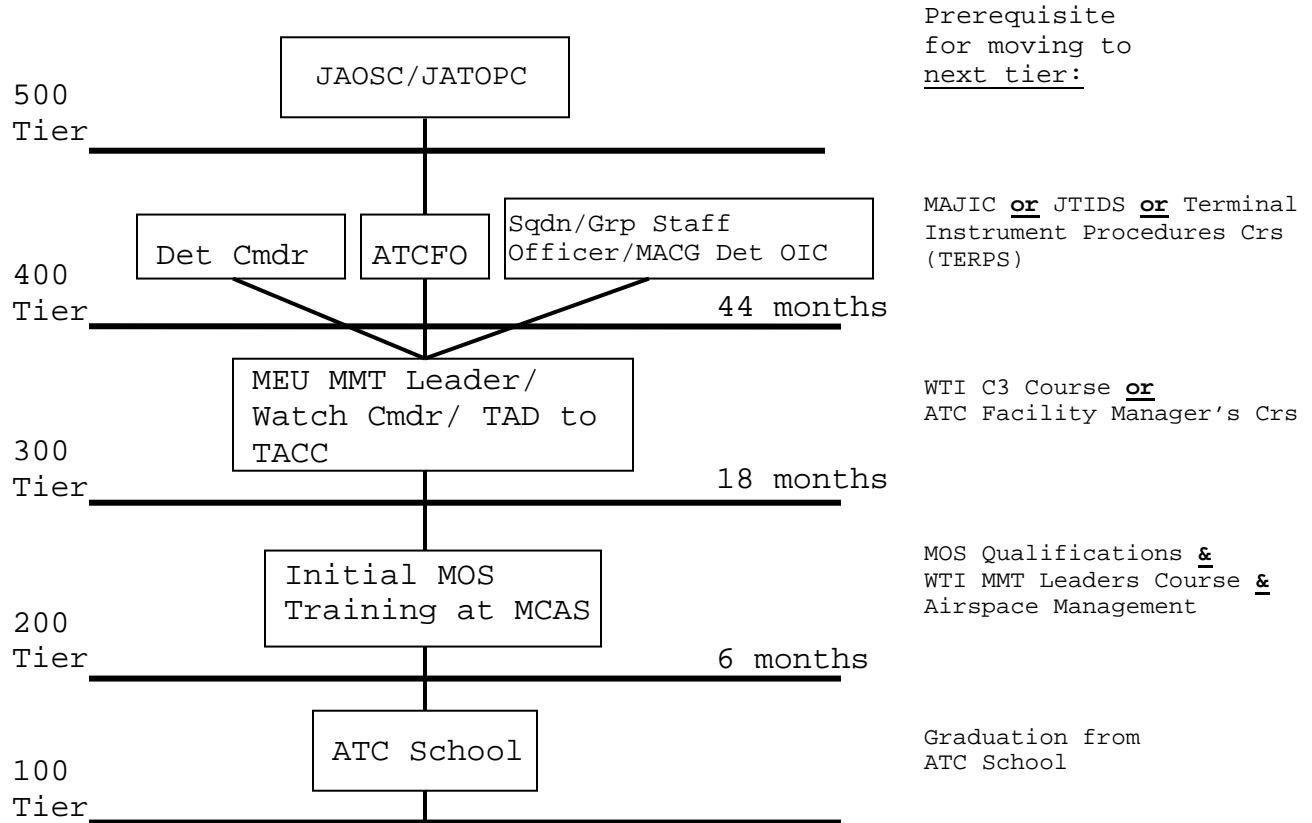 Prerequisite
for moving to
next tier:
JAOSC/JATOPC
500
Tier
MAJIC or JTIDS or Terminal
Instrument Procedures Crs
(TERPS)
Det Cmdr
ATCFO
Sqdn/Grp Staff
Officer/MACG Det OIC
400
Tier
44 months
MEU MMT Leader/
Watch Cmdr/ TAD to
TACC
WTI C3 Course or
ATC Facility Manager’s Crs
300
Tier
18 months
Initial MOS
Training at MCAS
MOS Qualifications &
WTI MMT Leaders Course &
Airspace Management
200
Tier
6 months
ATC School
Graduation from
ATC School
100
Tier